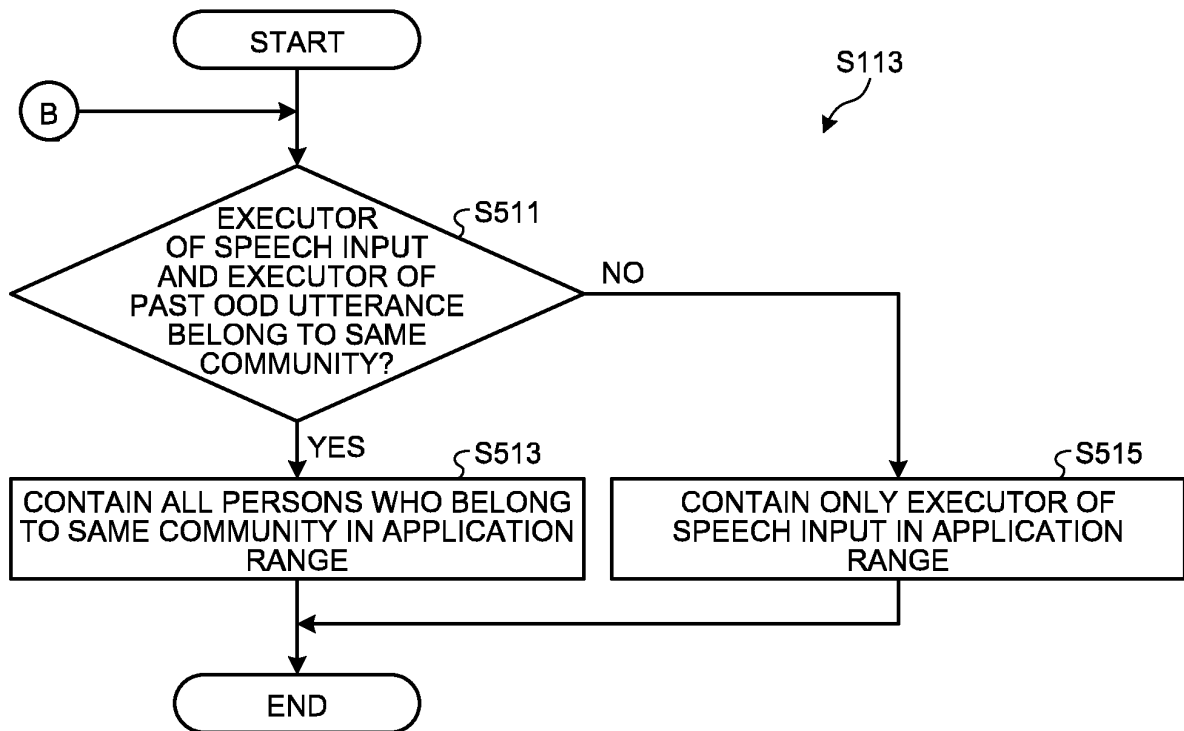 START
S113
B
S511
EXECUTOR
OF SPEECH INPUT
AND EXECUTOR OF
PAST OOD UTTERANCE
BELONG TO SAME
COMMUNITY?
NO
YES
S513
CONTAIN ALL PERSONS WHO BELONG
TO SAME COMMUNITY IN APPLICATION
RANGE
S515
CONTAIN ONLY EXECUTOR OF
SPEECH INPUT IN APPLICATION
RANGE
END